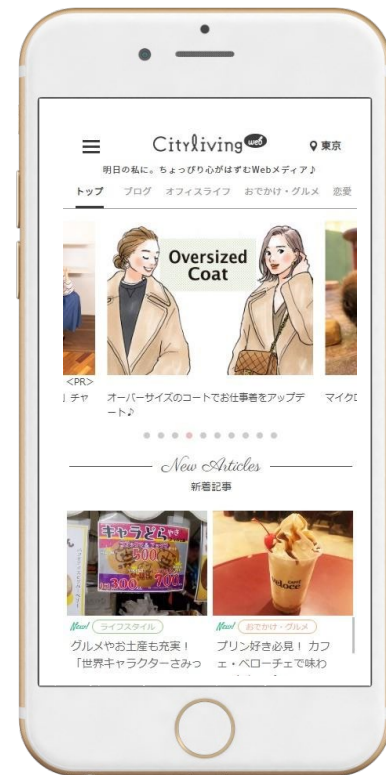 Cityliving web
東京
明日の私に。ちょっぴり心がはずむWebメディア♪
トップ ブログ オフィスライフ おでかけ・グルメ 恋愛
Oversized
Coat
<PR>
」チャ
オーバーサイズのコートでお仕事着をアップデ
ート♪
マイクロ
New Articles
新着記事
キャラどらやき
500
300
700
veloce
New! ライフスタイル
グルメやお土産も充実！
「世界キャラクターさみっ
New! おでかけ・グルメ
プリン好き必見！ カフ
ェ・ベローチェで味わ